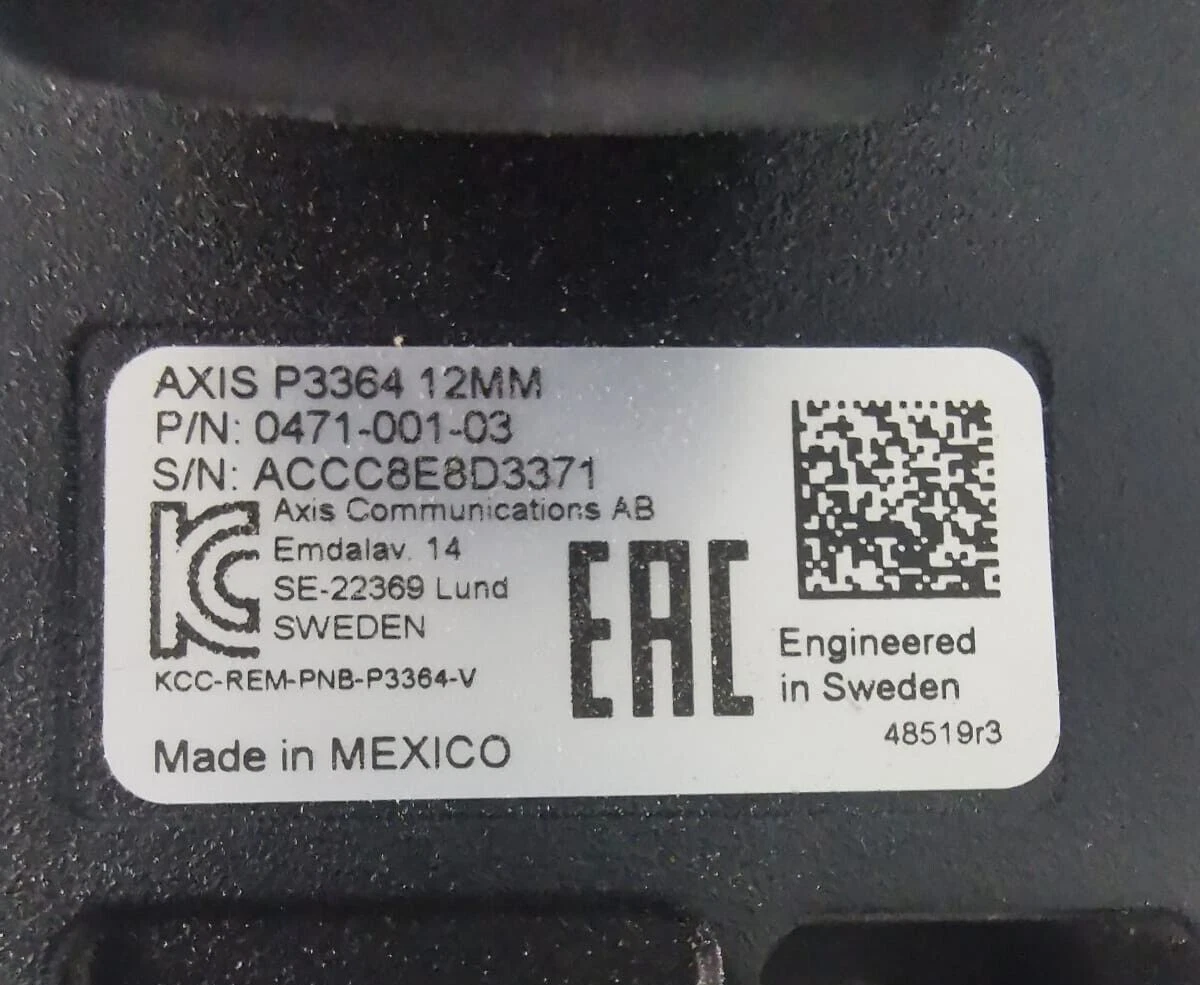 AXIS P3364 12MM
P/N: 0471-001-03
S/N: ACCC8E8D3371
Axis Communications AB
Emdalav. 14
SE-22369 Lund
SWEDEN
KC
KCC-REM-PNB-P3364-V
EAC
Engineered
in Sweden
48519r3
Made in MEXICO